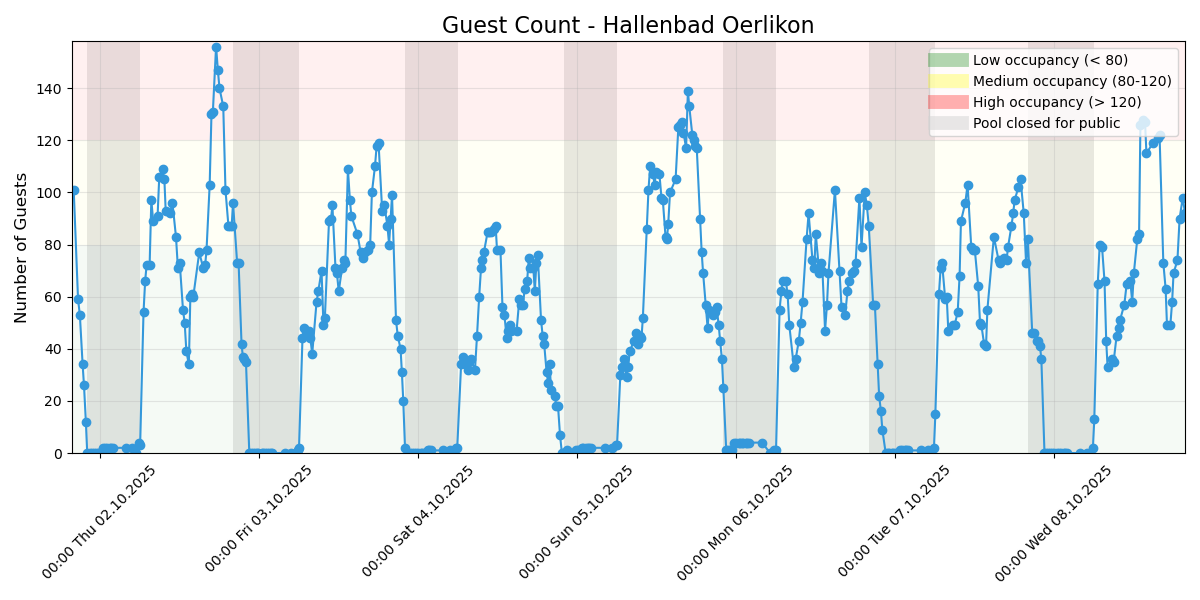 Guest Count - Hallenbad Oerlikon
Low occupancy (< 80)
Medium occupancy (80-120)
High occupancy (> 120)
Pool closed for public
Number of Guests
140
120
100
80
60
40
20
0
00:00 Thu 02.10.2025
00:00 Fri 03.10.2025
00:00 Sat 04.10.2025
00:00 Sun 05.10.2025
00:00 Mon 06.10.2025
00:00 Tue 07.10.2025
00:00 Wed 08.10.2025